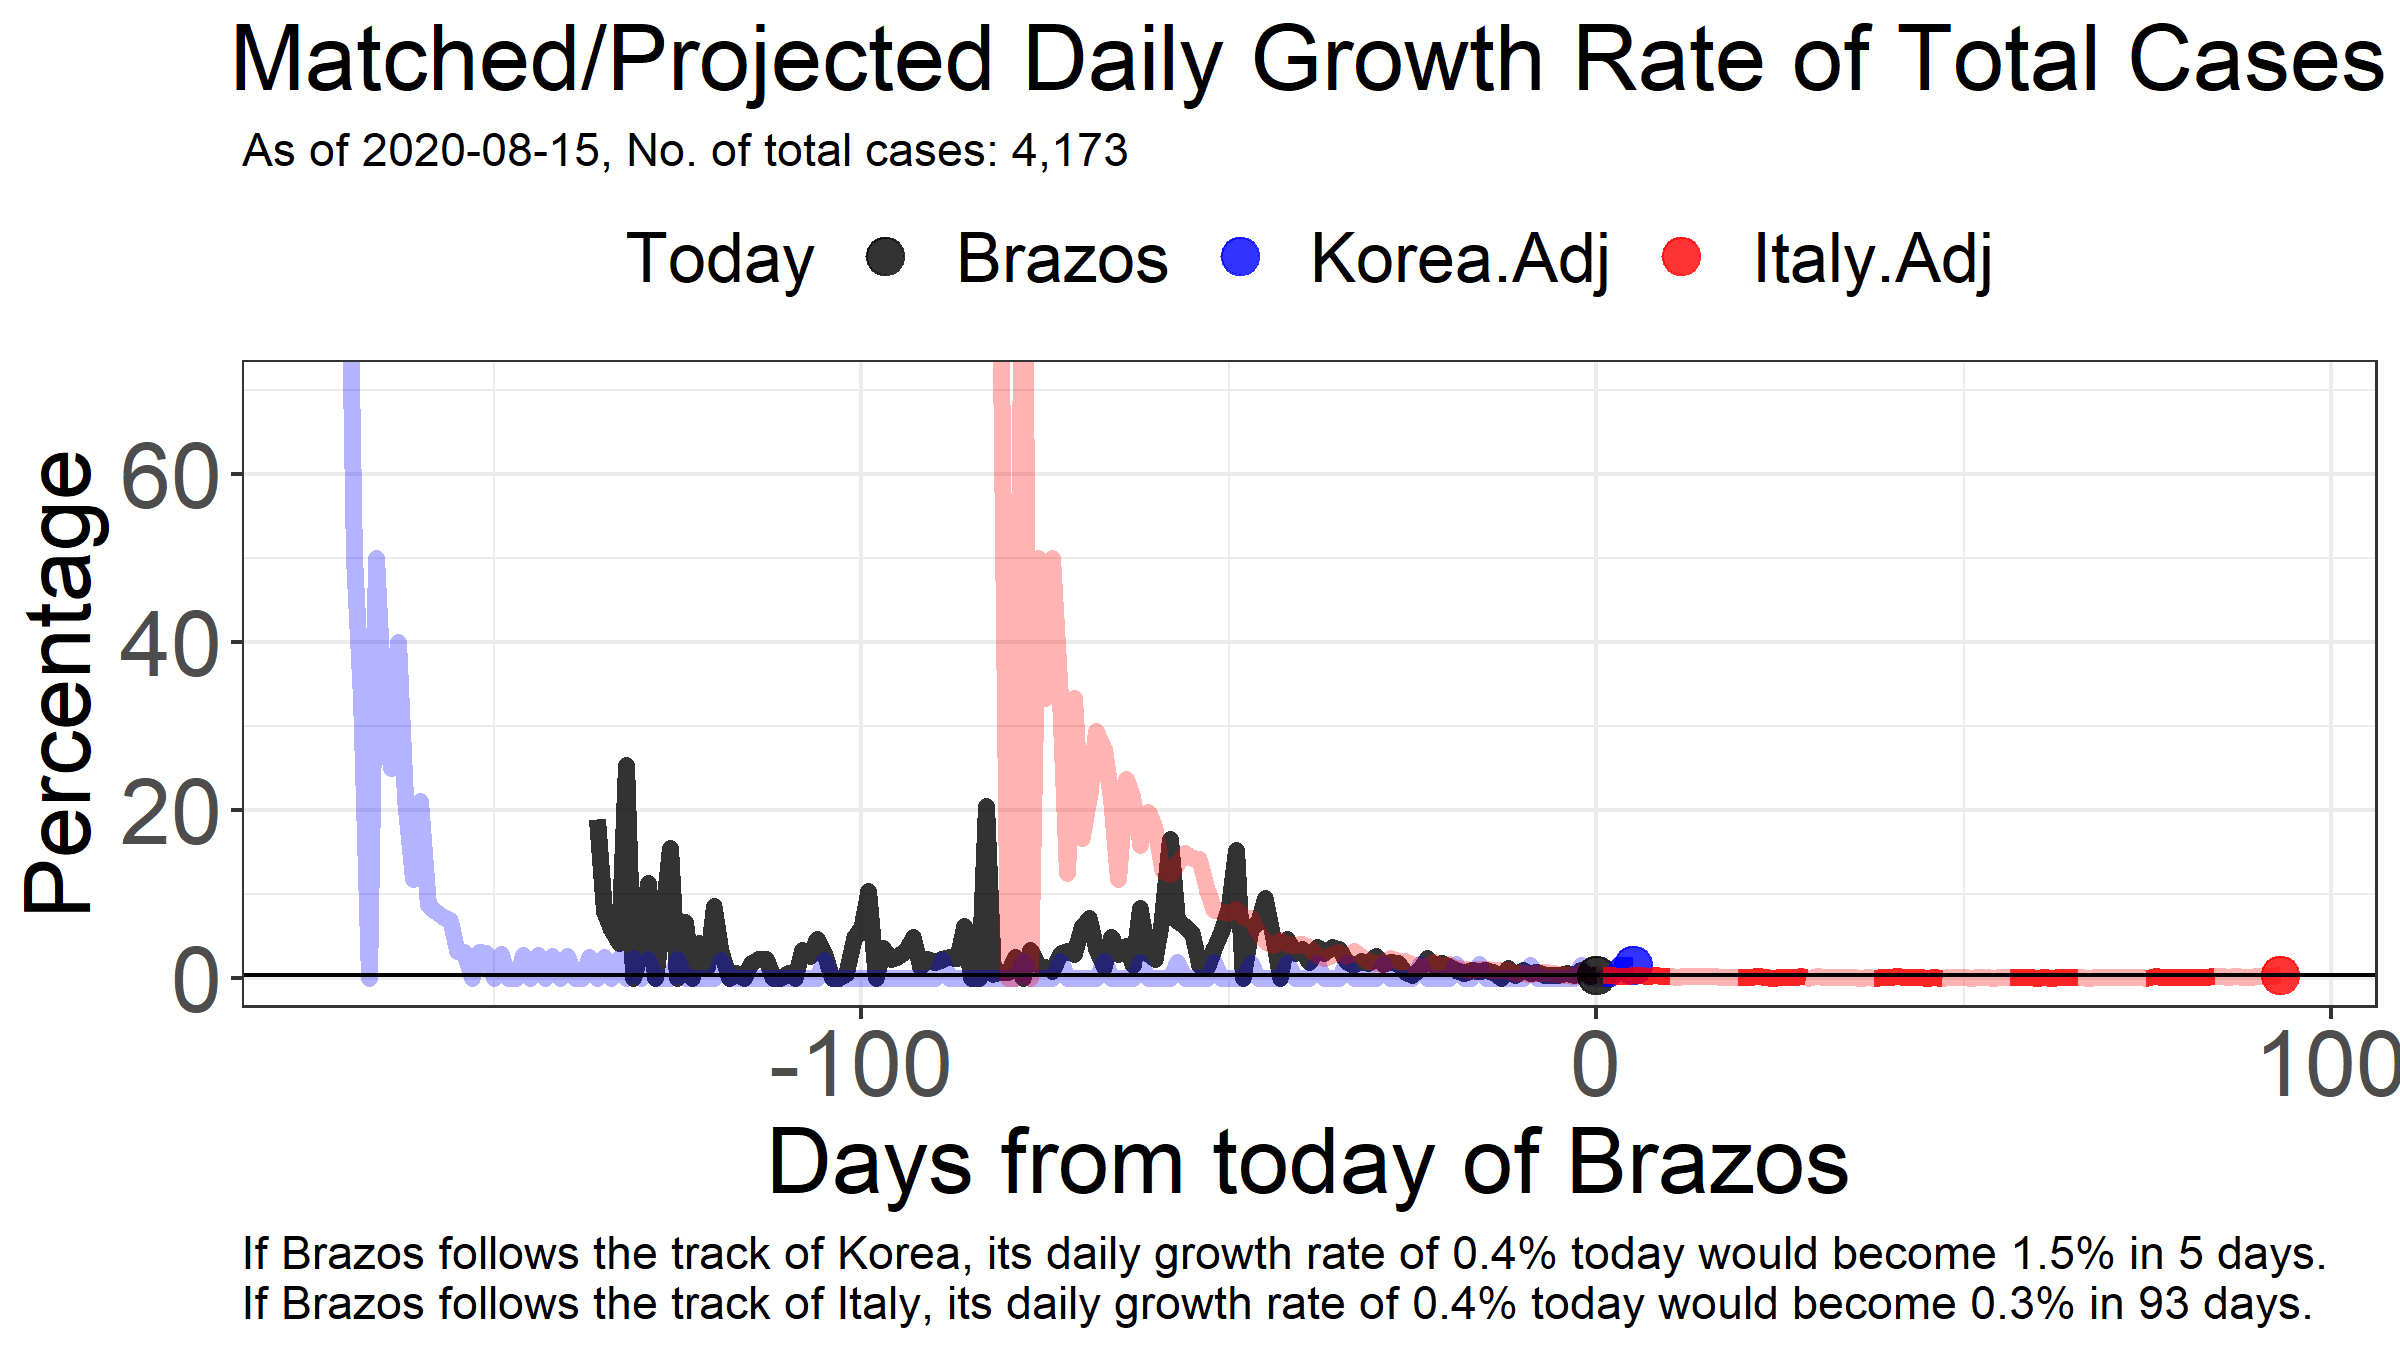 Matched/Projected Daily Growth Rate of Total Cases
As of 2020-08-15, No. of total cases: 4,173
Today Brazos Korea.Adj Italy.Adj
Percentage
60
40
20
0
-100 0 100
Days from today of Brazos
If Brazos follows the track of Korea, its daily growth rate of 0.4% today would become 1.5% in 5 days.
If Brazos follows the track of Italy, its daily growth rate of 0.4% today would become 0.3% in 93 days.